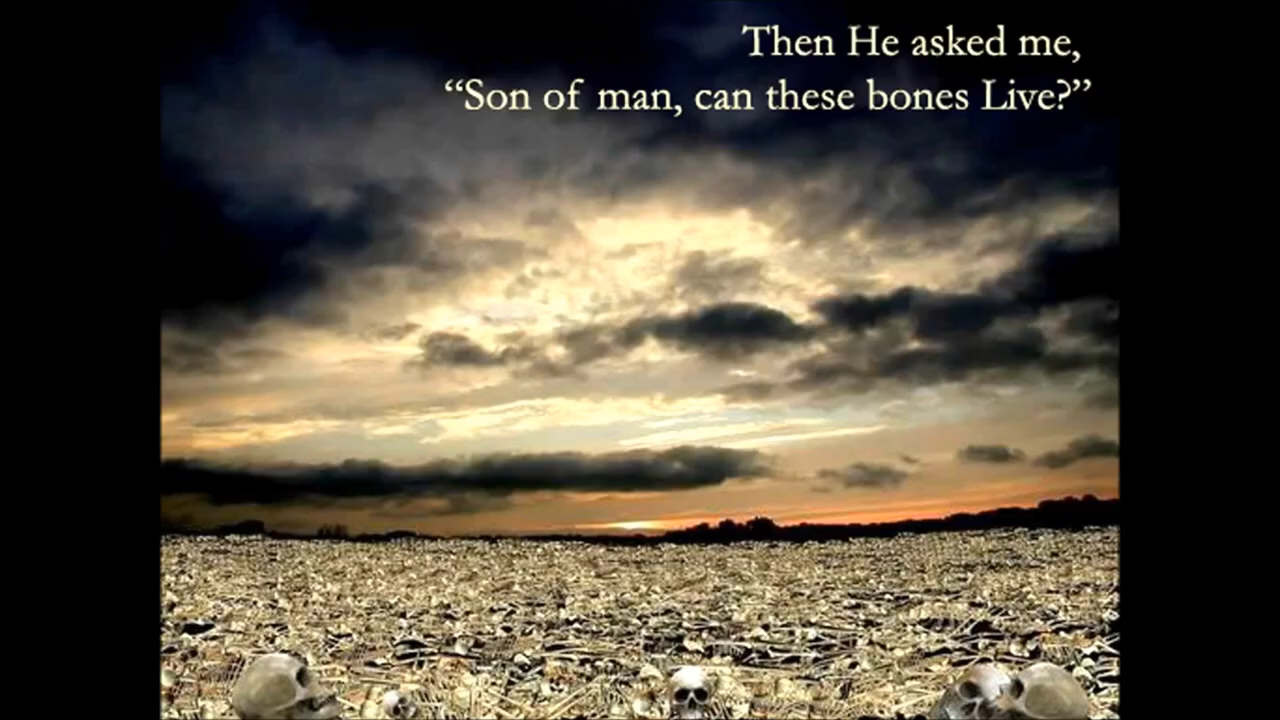 Then He asked me,
“Son of man, can these bones Live?”